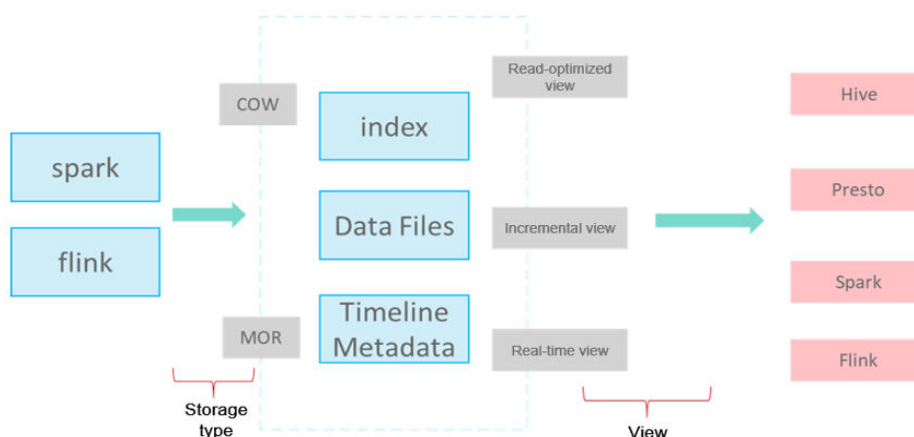 spark
flink
COW
MOR
Storage
type
index
Data Files
Timeline
Metadata
Read-optimized
view
Incremental view
Real-time view
View
Hive
Presto
Spark
Flink